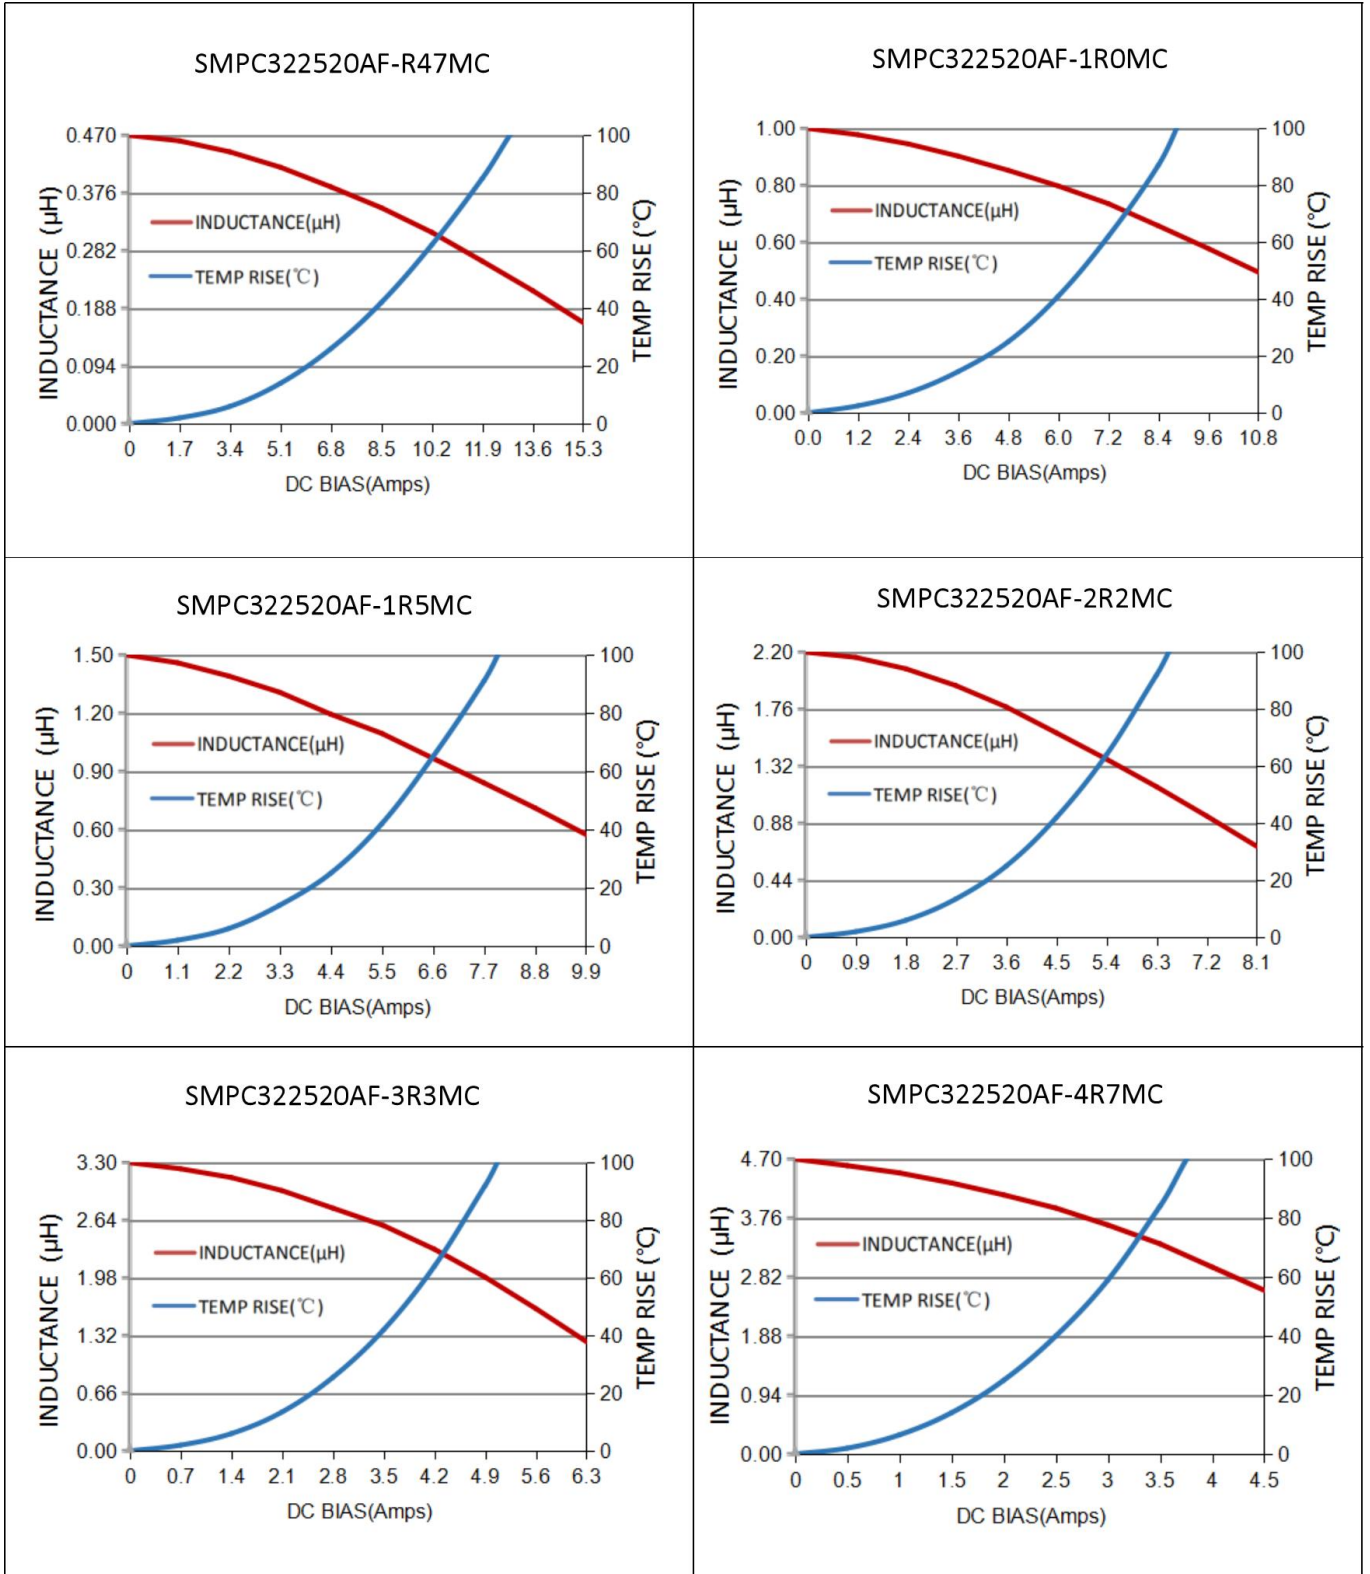 SMPC322520AF-R47MC
INDUCTANCE (μH)
0.470
0.376
0.282
0.188
0.094
0.000
INDUCTANCE(μH)
TEMP RISE(℃)
100
80
60
40
20
0
TEMP RISE (℃)
0 1.7 3.4 5.1 6.8 8.5 10.2 11.9 13.6 15.3
DC BIAS(Amps)
SMPC322520AF-1R0MC
INDUCTANCE (μH)
1.00
0.80
0.60
0.40
0.20
0.00
INDUCTANCE(μH)
TEMP RISE(℃)
100
80
60
40
20
0
TEMP RISE (℃)
0.0 1.2 2.4 3.6 4.8 6.0 7.2 8.4 9.6 10.8
DC BIAS(Amps)
SMPC322520AF-1R5MC
INDUCTANCE (μH)
1.50
1.20
0.90
0.60
0.30
0.00
INDUCTANCE(μH)
TEMP RISE(℃)
100
80
60
40
20
0
TEMP RISE (℃)
0 1.1 2.2 3.3 4.4 5.5 6.6 7.7 8.8 9.9
DC BIAS(Amps)
SMPC322520AF-2R2MC
INDUCTANCE (μH)
2.20
1.76
1.32
0.88
0.44
0.00
INDUCTANCE(μH)
TEMP RISE(℃)
100
80
60
40
20
0
TEMP RISE (℃)
0 0.9 1.8 2.7 3.6 4.5 5.4 6.3 7.2 8.1
DC BIAS(Amps)
SMPC322520AF-3R3MC
INDUCTANCE (μH)
3.30
2.64
1.98
1.32
0.66
0.00
INDUCTANCE(μH)
TEMP RISE(℃)
100
80
60
40
20
0
TEMP RISE (℃)
0 0.7 1.4 2.1 2.8 3.5 4.2 4.9 5.6 6.3
DC BIAS(Amps)
SMPC322520AF-4R7MC
INDUCTANCE (μH)
4.70
3.76
2.82
1.88
0.94
0.00
INDUCTANCE(μH)
TEMP RISE(℃)
100
80
60
40
20
0
TEMP RISE (℃)
0 0.5 1 1.5 2 2.5 3 3.5 4 4.5
DC BIAS(Amps)